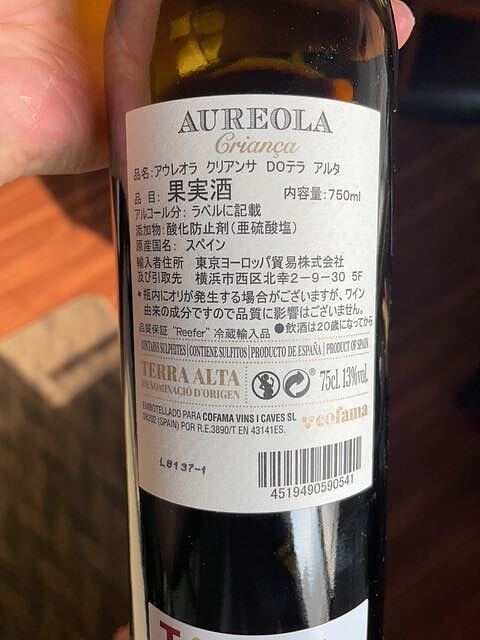 AUREOLA
Criança
品名:アウレオラ クリアンサ DOテラ アルタ
品 目: 果実酒 内容量:750ml
アルコール分: ラベルに記載
添加物:酸化防止剤(亜硫酸塩)
原産国名: スペイン
輸入者住所 東京ヨーロッパ貿易株式会社
及び引取先 横浜市西区北幸2-9-30 5F
*瓶内にオリが発生する場合がございますが、ワイン
由来の成分ですので品質に影響はございません。
品質保証 "Reefer" 冷蔵輸入品 ●飲酒は20歳になってから
CONTAINS SULPHITES | CONTIENE SULFITOS | PRODUCTO DE ESPAÑA | PRODUCT OF SPAIN
TERRA ALTA
DENOMINACIÓ D'ORIGEN
75cl. 13%vol.
EMBOTELLADO PARA COFAMA VINS I CAVES SL
08202 (SPAIN) POR R.E.3890/T EN 43141ES.
cofama
L8137-1
4519490590541